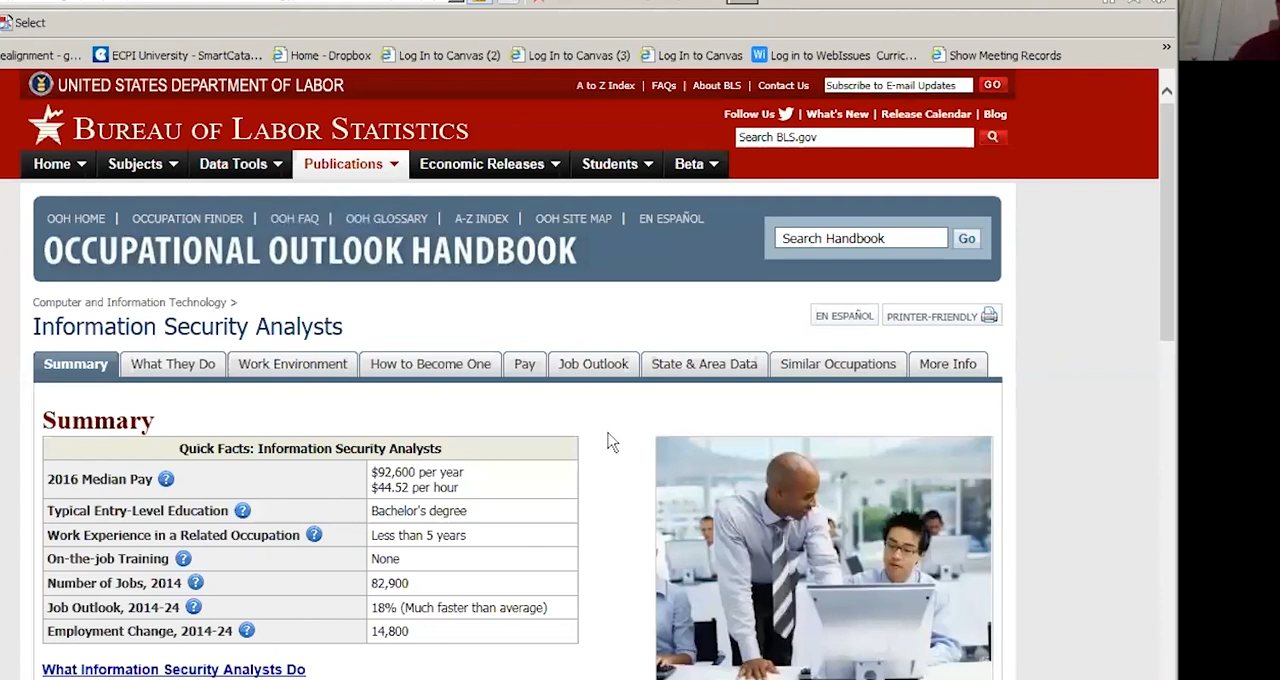 Select
ealignment - g... ECPI University - SmartCata... Home - Dropbox Log In to Canvas (2) Log In to Canvas (3) Log In to Canvas Log in to WebIssues Curric... Show Meeting Records »
UNITED STATES DEPARTMENT OF LABOR
A to Z Index | FAQs | About BLS | Contact Us Subscribe to E-mail Updates GO
Follow Us | What's New | Release Calendar | Blog
BUREAU OF LABOR STATISTICS
Search BLS.gov
Home Subjects Data Tools Publications Economic Releases Students Beta
OOH HOME | OCCUPATION FINDER | OOH FAQ | OOH GLOSSARY | A-Z INDEX | OOH SITE MAP | EN ESPAÑOL
OCCUPATIONAL OUTLOOK HANDBOOK
Search Handbook Go
Computer and Information Technology >
Information Security Analysts
EN ESPAÑOL PRINTER-FRIENDLY
Summary What They Do Work Environment How to Become One Pay Job Outlook State & Area Data Similar Occupations More Info
Summary
Quick Facts: Information Security Analysts
2016 Median Pay ? $92,600 per year
$44.52 per hour
Typical Entry-Level Education ? Bachelor's degree
Work Experience in a Related Occupation ? Less than 5 years
On-the-job Training ? None
Number of Jobs, 2014 ? 82,900
Job Outlook, 2014-24 ? 18% (Much faster than average)
Employment Change, 2014-24 ? 14,800
What Information Security Analysts Do